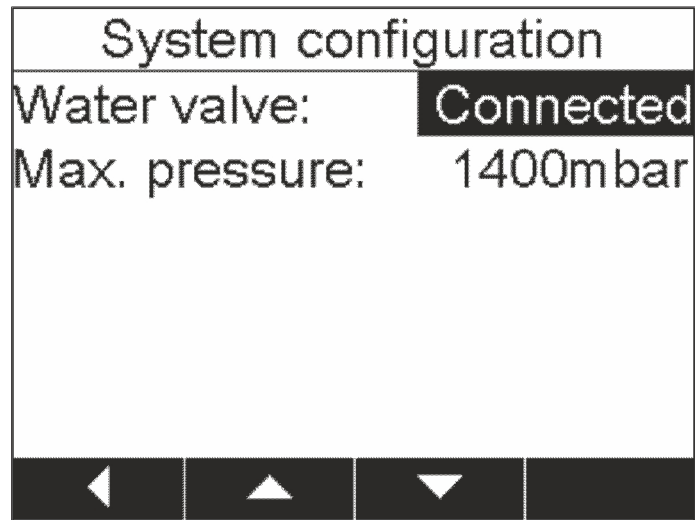 System configuration
Water valve: Connected
Max. pressure: 1400mbar